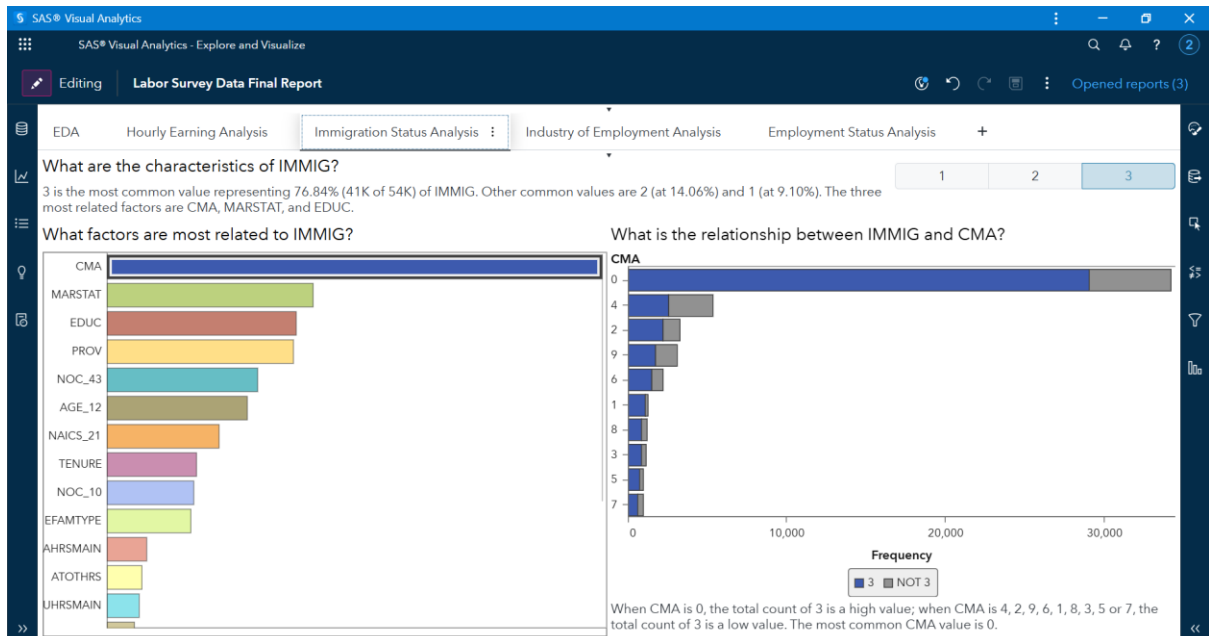 SAS® Visual Analytics
SAS® Visual Analytics - Explore and Visualize
?
2
Editing
Labor Survey Data Final Report
Opened reports (3)
EDA
Hourly Earning Analysis
Immigration Status Analysis
Industry of Employment Analysis
Employment Status Analysis
+
What are the characteristics of IMMIG?
1
2
3
3 is the most common value representing 76.84% (41K of 54K) of IMMIG. Other common values are 2 (at 14.06%) and 1 (at 9.10%). The three
most related factors are CMA, MARSTAT, and EDUC.
What factors are most related to IMMIG?
CMA
MARSTAT
EDUC
PROV
NOC_43
AGE_12
NAICS_21
TENURE
NOC_10
EFAMTYPE
AHRSMAIN
ATOTHRS
UHRSMAIN
What is the relationship between IMMIG and CMA?
CMA
0
4
2
9
6
1
8
3
5
7
0
10,000
20,000
30,000
Frequency
3
NOT 3
When CMA is 0, the total count of 3 is a high value; when CMA is 4, 2, 9, 6, 1, 8, 3, 5 or 7, the
total count of 3 is a low value. The most common CMA value is 0.